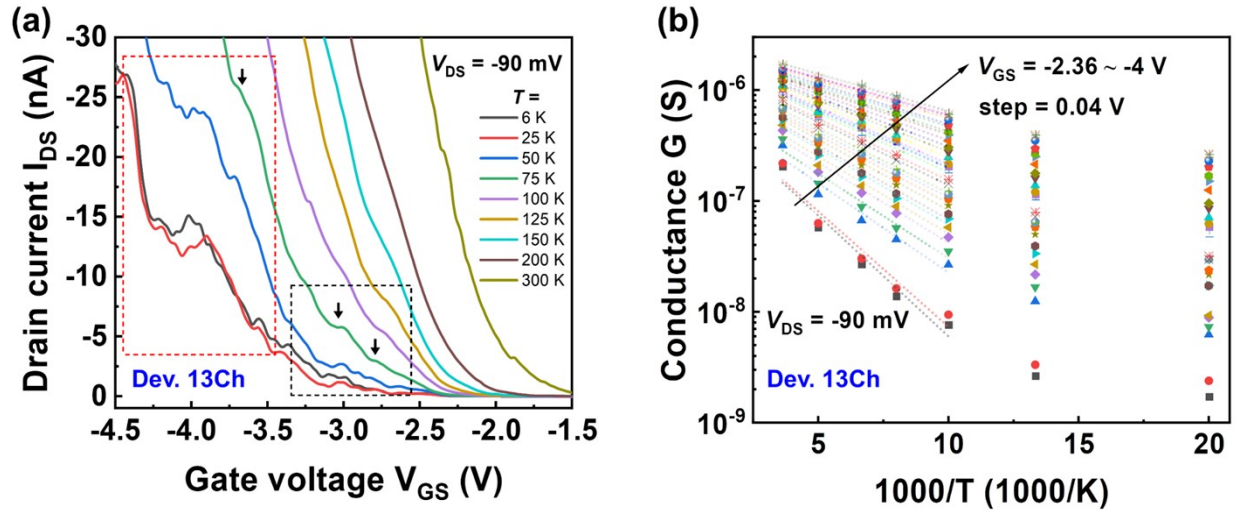 (a)
-30
-25
-20
-15
-10
-5
0
Drain current I_DS (nA)
V_DS = -90 mV
T =
6 K
25 K
50 K
75 K
100 K
125 K
150 K
200 K
300 K
Dev. 13Ch
-4.5 -4.0 -3.5 -3.0 -2.5 -2.0 -1.5
Gate voltage V_GS (V)
(b)
10^-6
10^-7
10^-8
10^-9
Conductance G (S)
V_GS = -2.36 ~ -4 V
step = 0.04 V
V_DS = -90 mV
Dev. 13Ch
5 10 15 20
1000/T (1000/K)